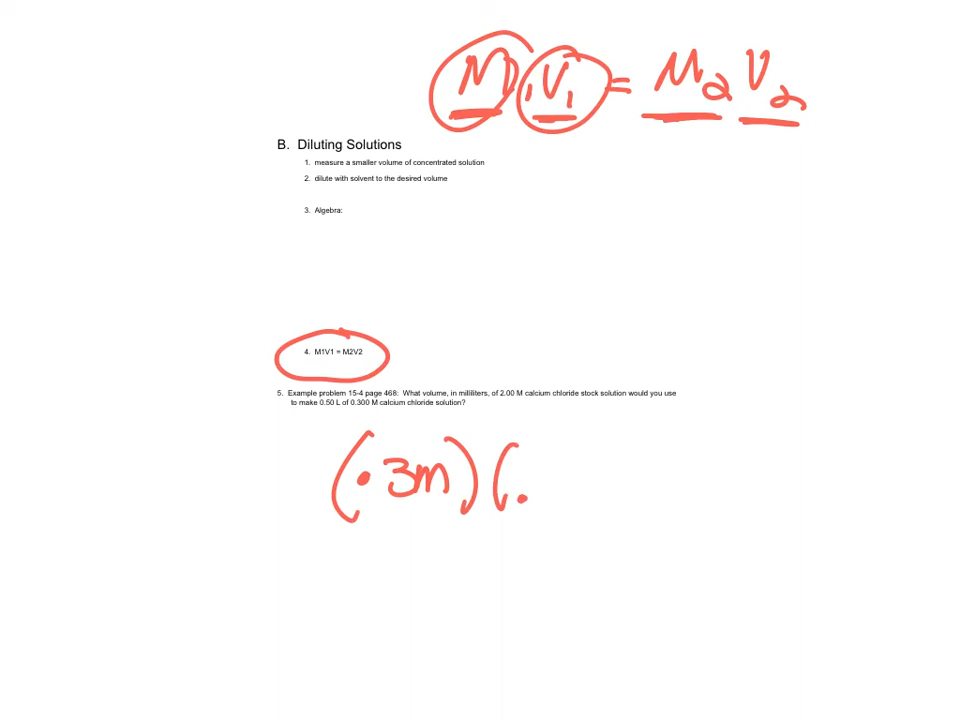 M1V1 = M2V2
B. Diluting Solutions
1. measure a smaller volume of concentrated solution
2. dilute with solvent to the desired volume
3. Algebra:
4. M1V1 = M2V2
5. Example problem 15-4 page 468: What volume, in milliliters, of 2.00 M calcium chloride stock solution would you use
to make 0.50 L of 0.300 M calcium chloride solution?
(.3m)(.